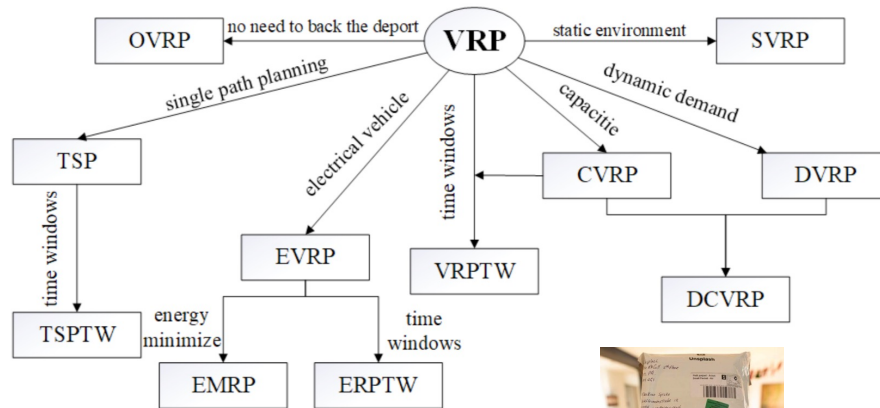 OVRP
no need to back the deport
VRP
static environment
SVRP
single path planning
electrical vehicle
time windows
capacitie
dynamic demand
TSP
CVRP
DVRP
time windows
EVRP
VRPTW
DCVRP
TSPTW
energy
minimize
time
windows
EMRP
ERPTW
Unsplash